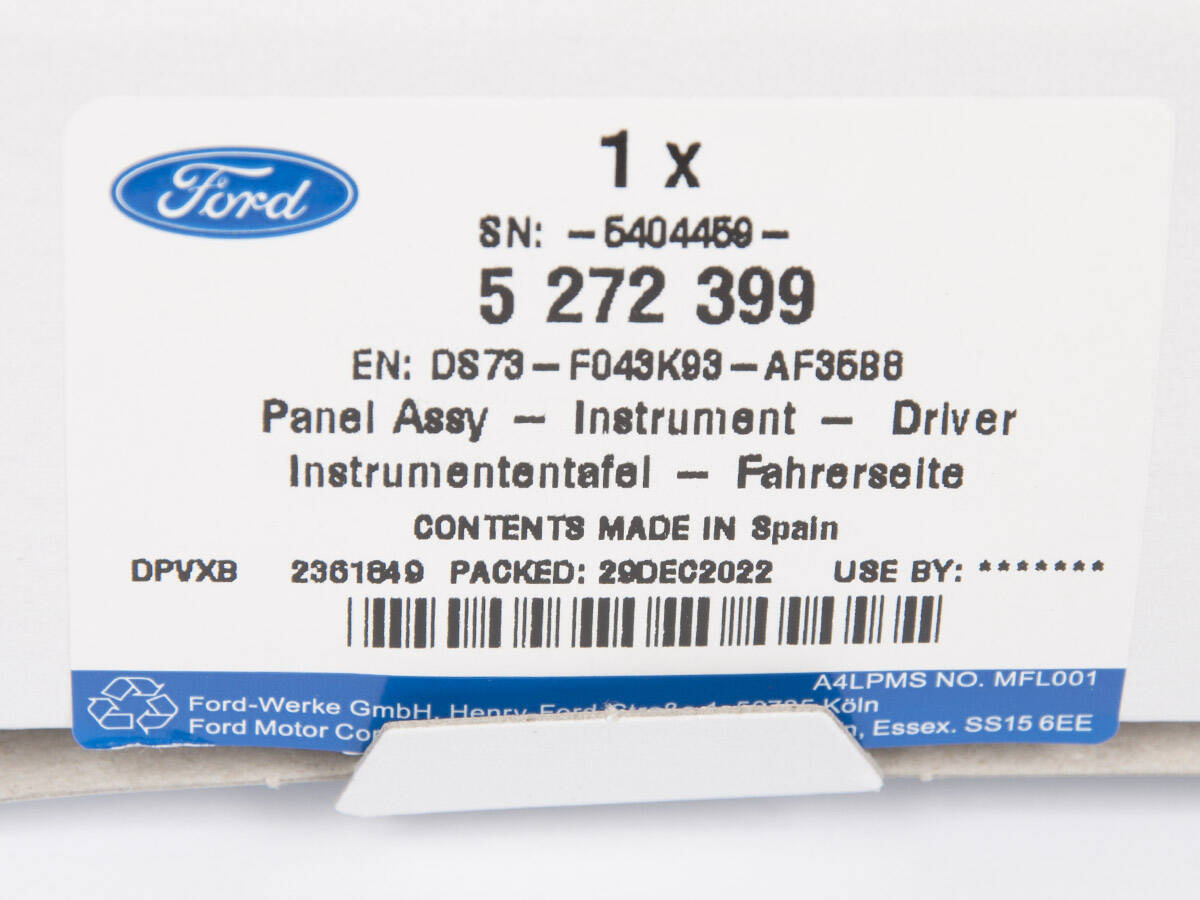 Ford
1 x
SN: -5404459-
5 272 399
EN: DS73-F043K93-AF35B8
Panel Assy - Instrument - Driver
Instrumententafel - Fahrerseite
CONTENTS MADE IN Spain
DPVXB 2361649 PACKED: 29DEC2022 USE BY: *******
A4LPMS NO. MFL001
Ford-Werke GmbH, Henry-Ford-Straße Köln
Ford Motor Essex. SS15 6EE